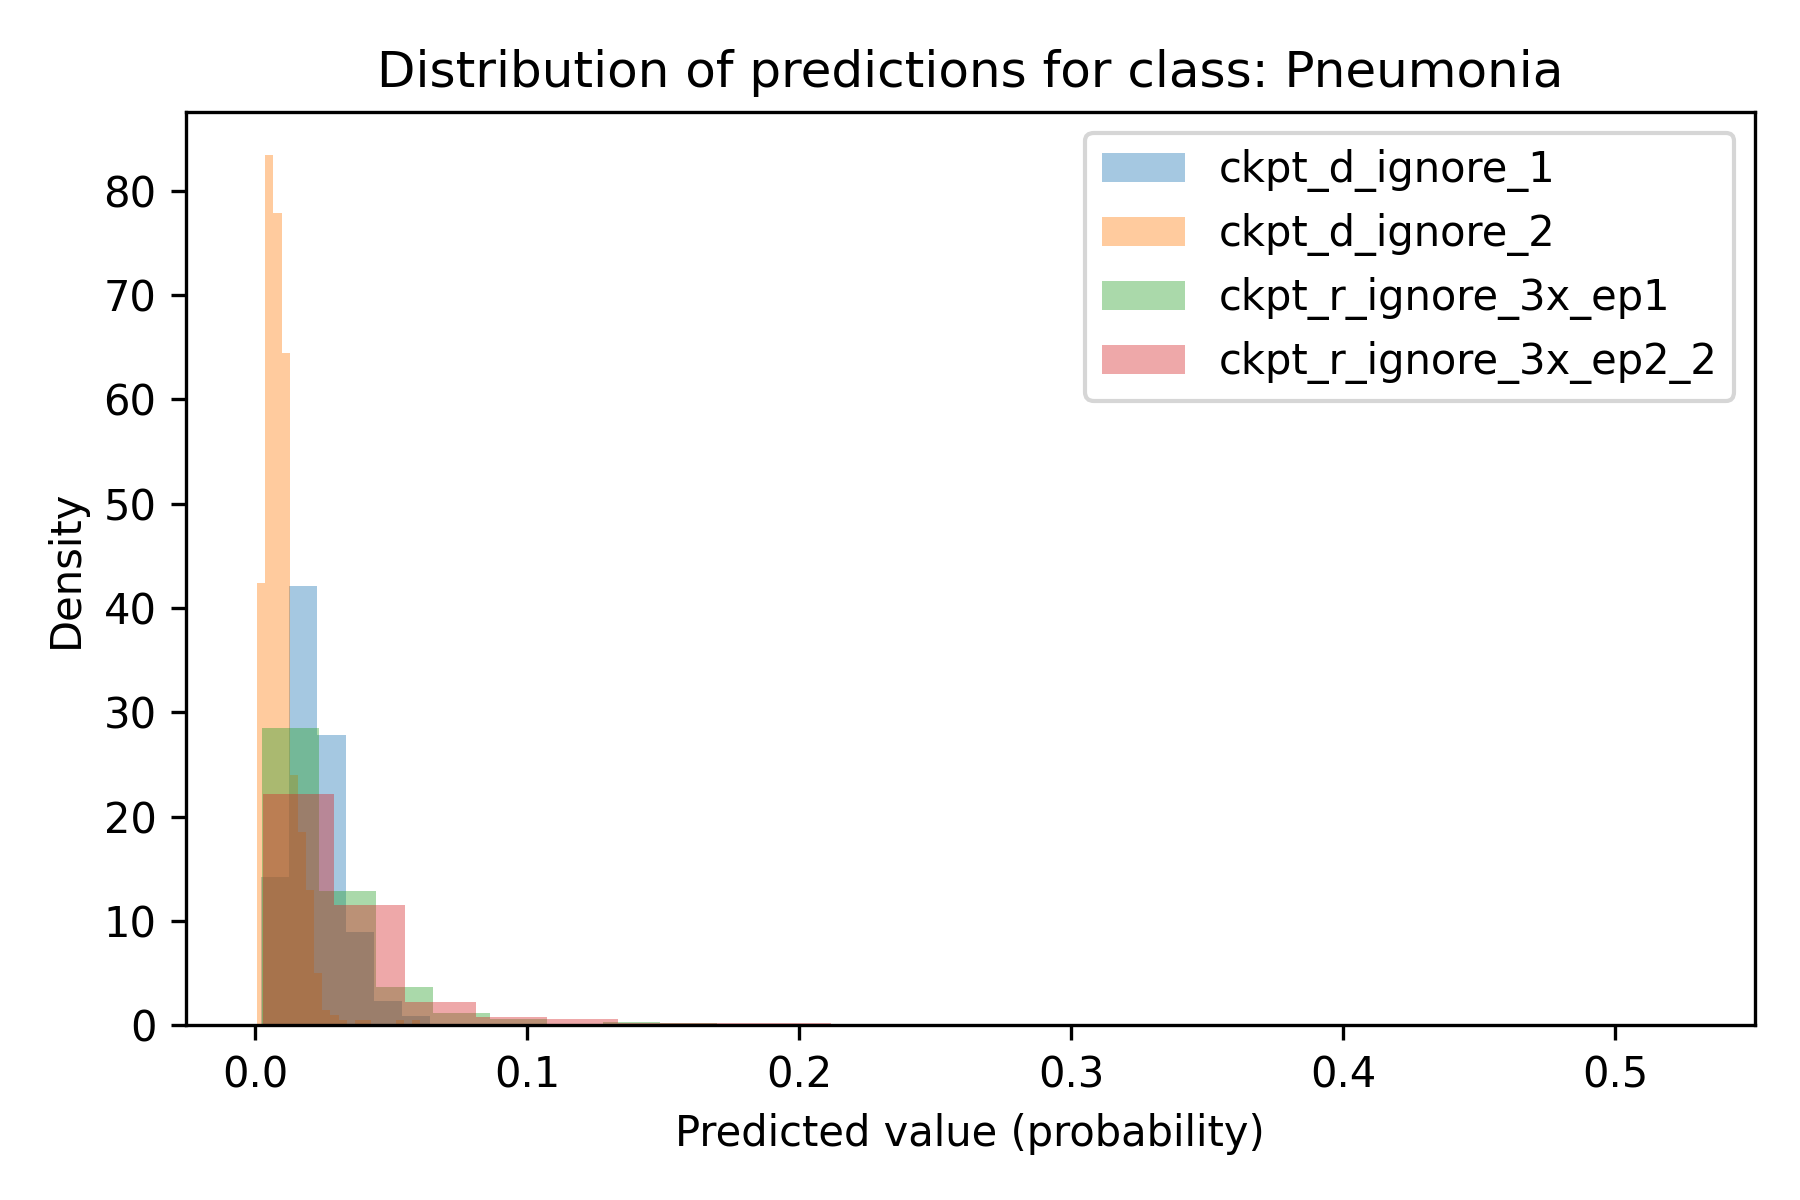 Distribution of predictions for class: Pneumonia
ckpt_d_ignore_1
ckpt_d_ignore_2
ckpt_r_ignore_3x_ep1
ckpt_r_ignore_3x_ep2_2
80
70
60
50
40
30
20
10
0
Density
0.0 0.1 0.2 0.3 0.4 0.5
Predicted value (probability)